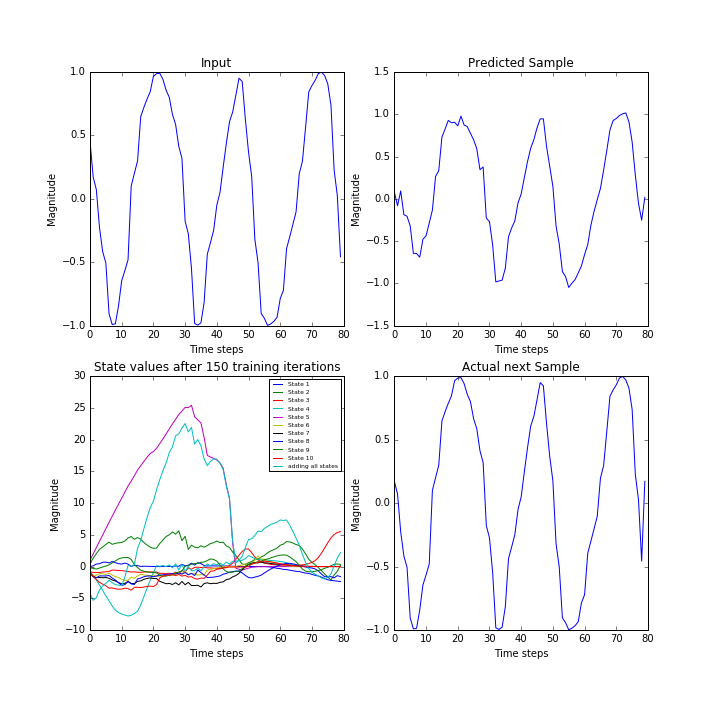 Input
1.0
0.5
0.0
−0.5
−1.0
Magnitude
0 10 20 30 40 50 60 70 80
Time steps
Predicted Sample
1.5
1.0
0.5
0.0
−0.5
−1.0
−1.5
Magnitude
0 10 20 30 40 50 60 70 80
Time steps
State values after 150 training iterations
30
25
20
15
10
5
0
−5
−10
Magnitude
0 10 20 30 40 50 60 70 80
Time steps
State 1
State 2
State 3
State 4
State 5
State 6
State 7
State 8
State 9
State 10
adding all states
Actual next Sample
1.0
0.5
0.0
−0.5
−1.0
Magnitude
0 10 20 30 40 50 60 70 80
Time steps